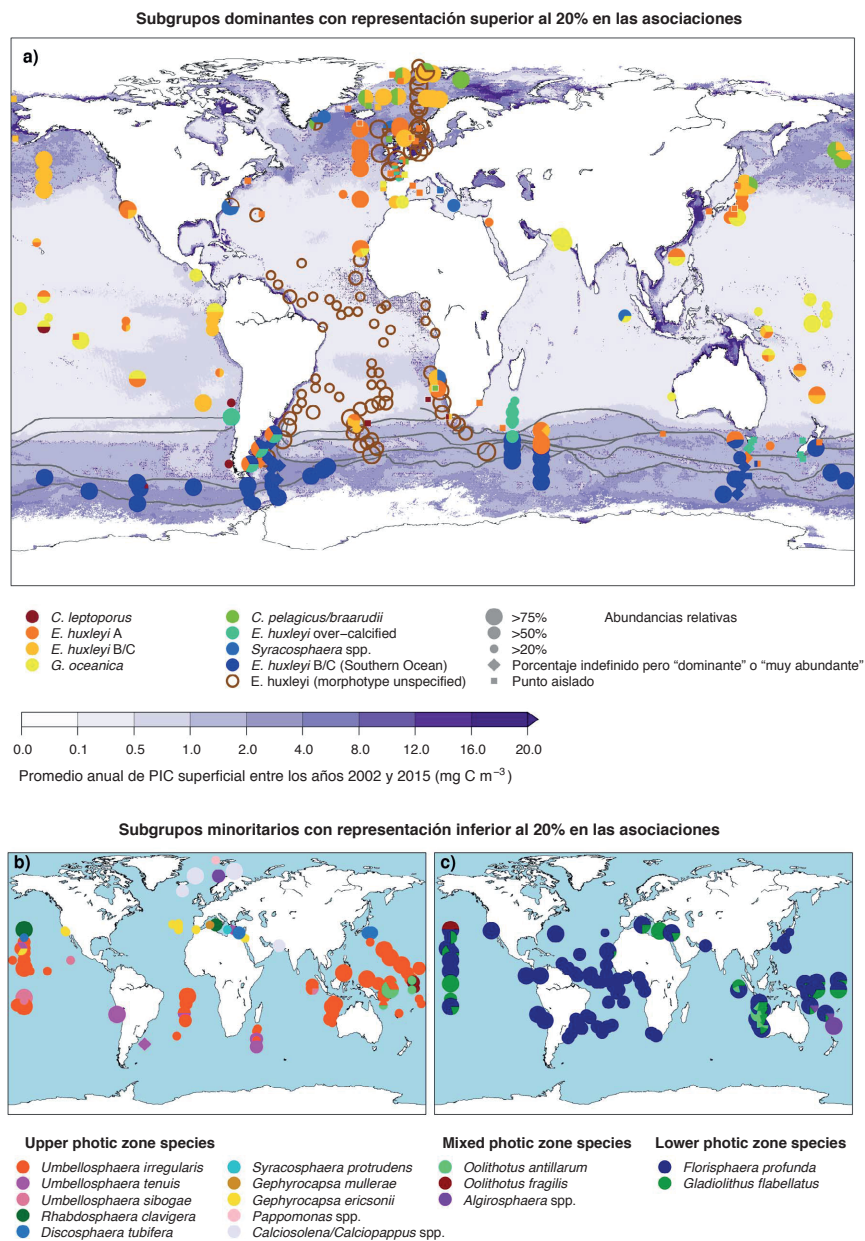 Subgrupos dominantes con representación superior al 20% en las asociaciones
a)
C. leptoporus
E. huxleyi A
E. huxleyi B/C
G. oceanica
C. pelagicus/braarudii
E. huxleyi over−calcified
Syracosphaera spp.
E. huxleyi B/C (Southern Ocean)
E. huxleyi (morphotype unspecified)
>75% Abundancias relativas
>50%
>20%
Porcentaje indefinido pero “dominante” o “muy abundante”
Punto aislado
0.0 0.1 0.5 1.0 2.0 4.0 8.0 12.0 16.0 20.0
Promedio anual de PIC superficial entre los años 2002 y 2015 (mg C m−3)
Subgrupos minoritarios con representación inferior al 20% en las asociaciones
b)
c)
Upper photic zone species
Umbellosphaera irregularis
Umbellosphaera tenuis
Umbellosphaera sibogae
Rhabdosphaera clavigera
Discosphaera tubifera
Syracosphaera protrudens
Gephyrocapsa mullerae
Gephyrocapsa ericsonii
Pappomonas spp.
Calciosolena/Calciopappus spp.
Mixed photic zone species
Oolithotus antillarum
Oolithotus fragilis
Algirosphaera spp.
Lower photic zone species
Florisphaera profunda
Gladiolithus flabellatus